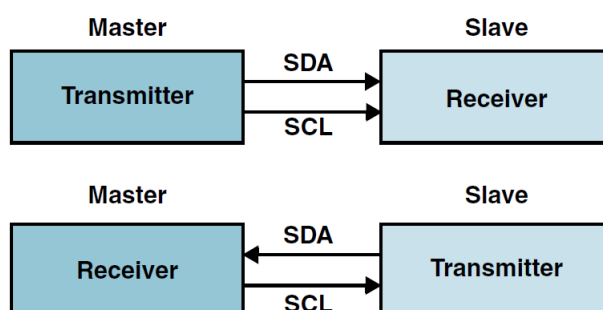 Master Slave
SDA
Transmitter Receiver
SCL
Master Slave
SDA
Receiver Transmitter
SCL